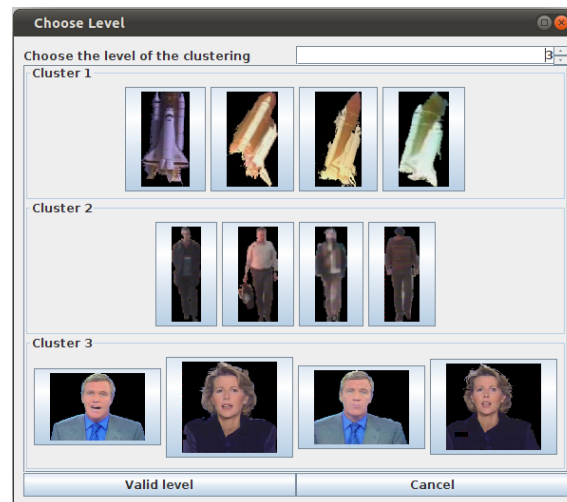 Choose Level
Choose the level of the clustering 3
Cluster 1
Cluster 2
Cluster 3
Valid level Cancel